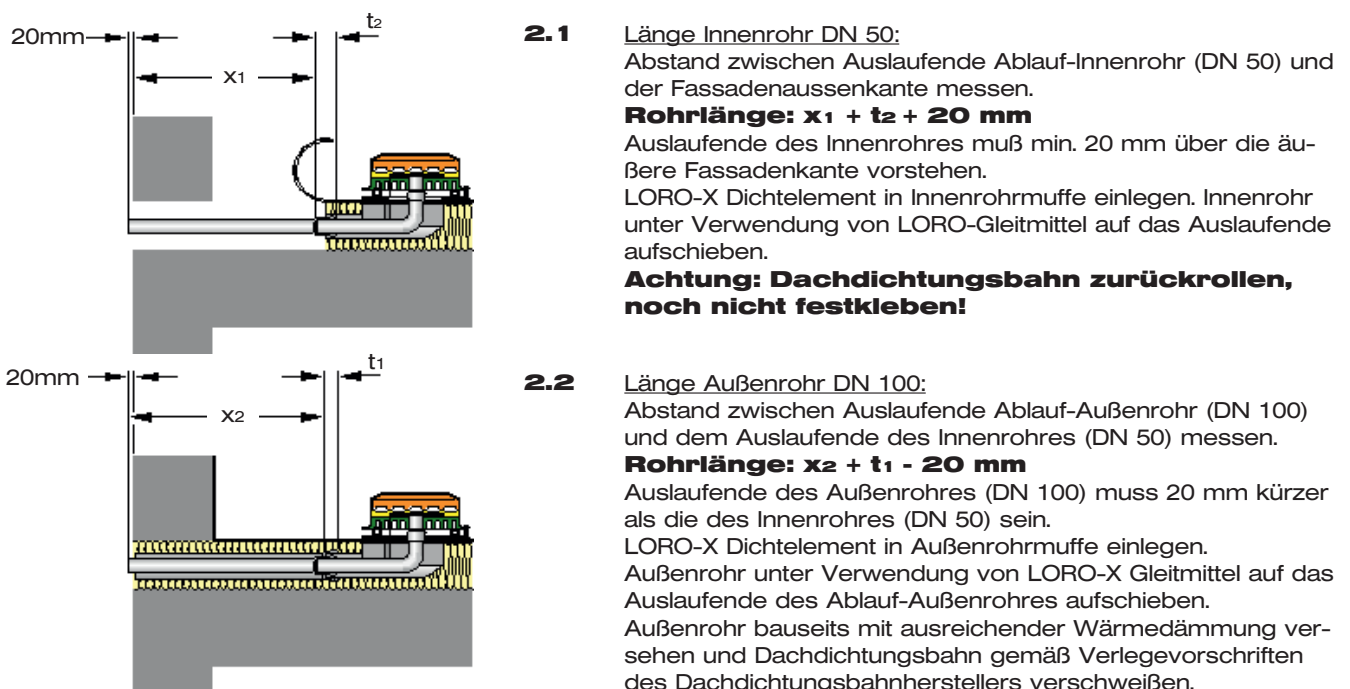 20mm
t2
x1
2.1 Länge Innenrohr DN 50:
Abstand zwischen Auslaufende Ablauf-Innenrohr (DN 50) und
der Fassadenaussenkante messen.
Rohrlänge: x1 + t2 + 20 mm
Auslaufende des Innenrohres muß min. 20 mm über die äu-
ßere Fassadenkante vorstehen.
LORO-X Dichtelement in Innenrohrmuffe einlegen. Innenrohr
unter Verwendung von LORO-Gleitmittel auf das Auslaufende
aufschieben.
Achtung: Dachdichtungsbahn zurückrollen,
noch nicht festkleben!
20mm
t1
x2
2.2 Länge Außenrohr DN 100:
Abstand zwischen Auslaufende Ablauf-Außenrohr (DN 100)
und dem Auslaufende des Innenrohres (DN 50) messen.
Rohrlänge: x2 + t1 - 20 mm
Auslaufende des Außenrohres (DN 100) muss 20 mm kürzer
als die des Innenrohres (DN 50) sein.
LORO-X Dichtelement in Außenrohrmuffe einlegen.
Außenrohr unter Verwendung von LORO-X Gleitmittel auf das
Auslaufende des Ablauf-Außenrohres aufschieben.
Außenrohr bauseits mit ausreichender Wärmedämmung ver-
sehen und Dachdichtungsbahn gemäß Verlegevorschriften
des Dachdichtungsbahnherstellers verschweißen.